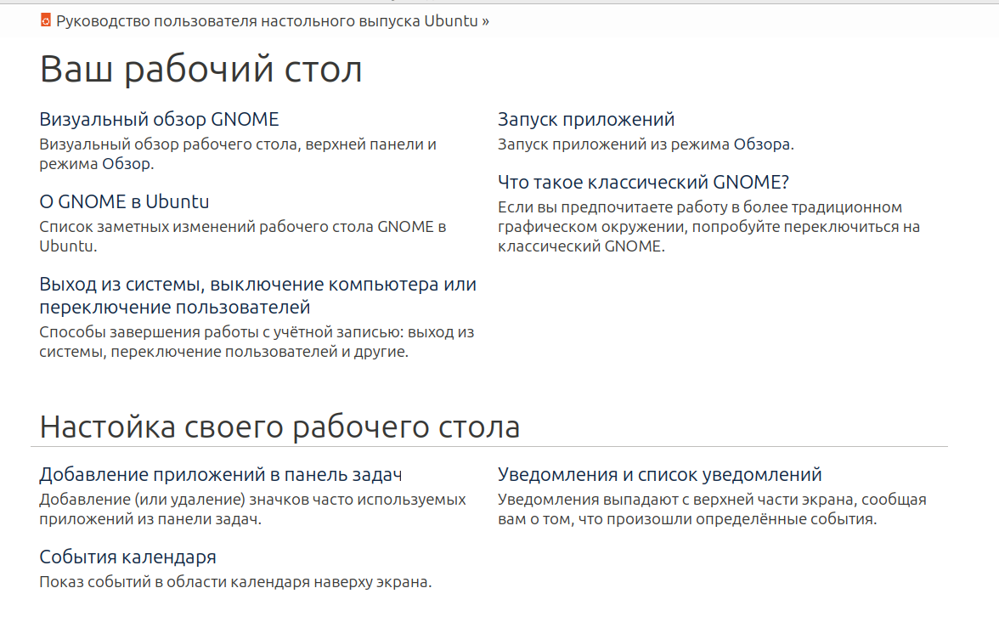 Руководство пользователя настольного выпуска Ubuntu »
Ваш рабочий стол
Визуальный обзор GNOME
Визуальный обзор рабочего стола, верхней панели и
режима Обзор.
О GNOME в Ubuntu
Список заметных изменений рабочего стола GNOME в
Ubuntu.
Выход из системы, выключение компьютера или
переключение пользователей
Способы завершения работы с учётной записью: выход из
системы, переключение пользователей и другие.
Запуск приложений
Запуск приложений из режима Обзора.
Что такое классический GNOME?
Если вы предпочитаете работу в более традиционном
графическом окружении, попробуйте переключиться на
классический GNOME.
Настойка своего рабочего стола
Добавление приложений в панель задач
Добавление (или удаление) значков часто используемых
приложений из панели задач.
События календаря
Показ событий в области календаря наверху экрана.
Уведомления и список уведомлений
Уведомления выпадают с верхней части экрана, сообщая
вам о том, что произошли определённые события.